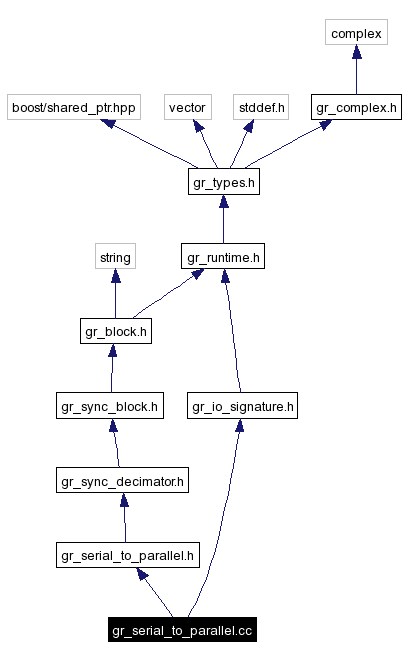 complex
boost/shared_ptr.hpp
vector
stddef.h
gr_complex.h
gr_types.h
string
gr_runtime.h
gr_block.h
gr_sync_block.h
gr_io_signature.h
gr_sync_decimator.h
gr_serial_to_parallel.h
gr_serial_to_parallel.cc